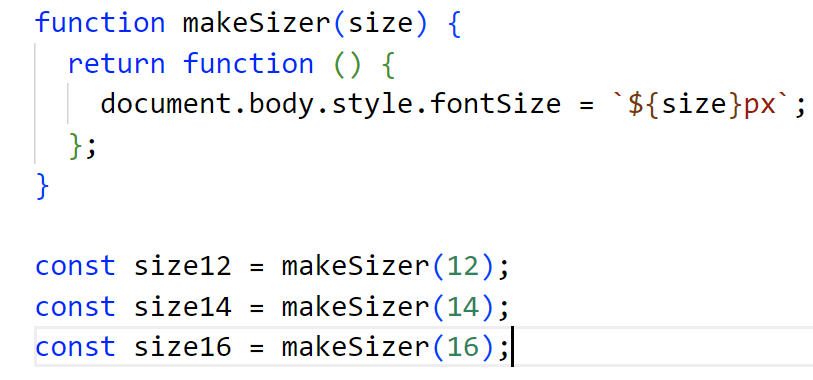 function makeSizer(size) {
  return function () {
    document.body.style.fontSize = `${size}px`;
  };
}

const size12 = makeSizer(12);
const size14 = makeSizer(14);
const size16 = makeSizer(16);